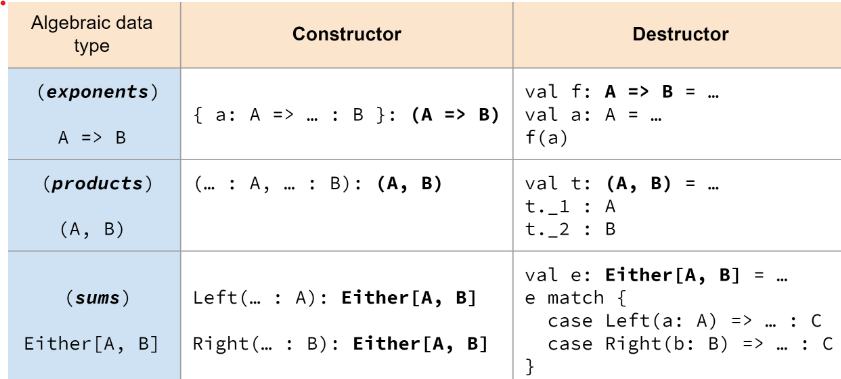 Algebraic data
type
Constructor
Destructor
(exponents)
A => B
{ a: A => … : B }: (A => B)
val f: A => B = …
val a: A = …
f(a)
(products)
(A, B)
(… : A, … : B): (A, B)
val t: (A, B) = …
t._1 : A
t._2 : B
(sums)
Either[A, B]
Left(… : A): Either[A, B]
Right(… : B): Either[A, B]
val e: Either[A, B] = …
e match {
  case Left(a: A) => … : C
  case Right(b: B) => … : C
}